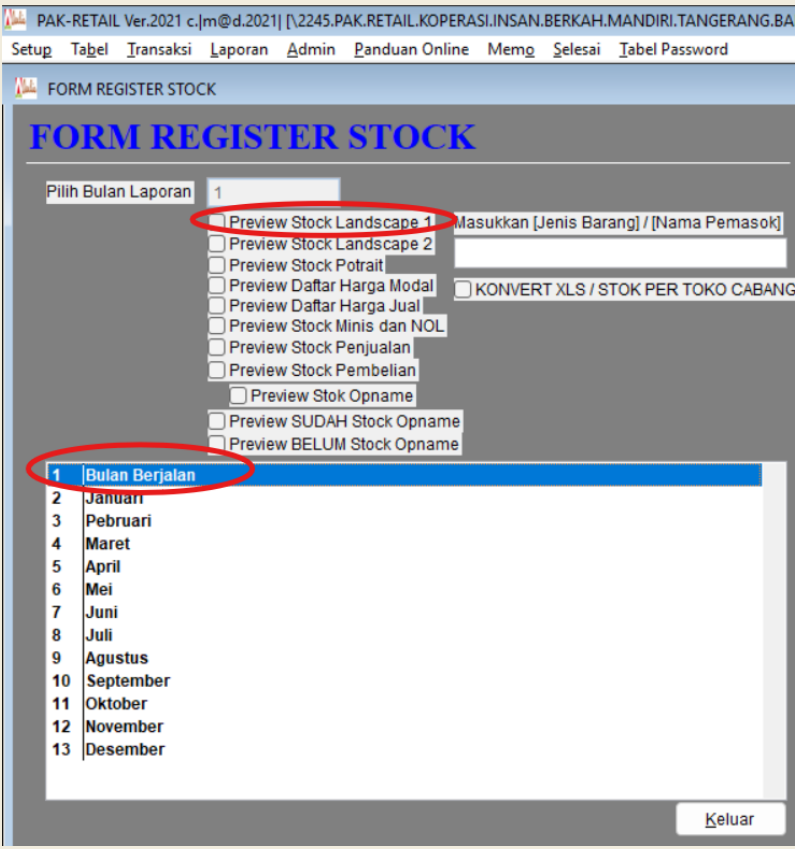 PAK-RETAIL Ver.2021 c.|m@d.2021| [\2245.PAK.RETAIL.KOPERASI.INSAN.BERKAH.MANDIRI.TANGERANG.BA
Setup Tabel Transaksi Laporan Admin Panduan Online Memo Selesai Tabel Password
FORM REGISTER STOCK
FORM REGISTER STOCK
Pilih Bulan Laporan 1
Preview Stock Landscape 1 Masukkan [Jenis Barang] / [Nama Pemasok]
Preview Stock Landscape 2
Preview Stock Potrait
Preview Daftar Harga Modal KONVERT XLS / STOK PER TOKO CABANG
Preview Daftar Harga Jual
Preview Stock Minis dan NOL
Preview Stock Penjualan
Preview Stock Pembelian
Preview Stok Opname
Preview SUDAH Stock Opname
Preview BELUM Stock Opname
1 Bulan Berjalan
2 Januari
3 Pebruari
4 Maret
5 April
6 Mei
7 Juni
8 Juli
9 Agustus
10 September
11 Oktober
12 November
13 Desember
Keluar